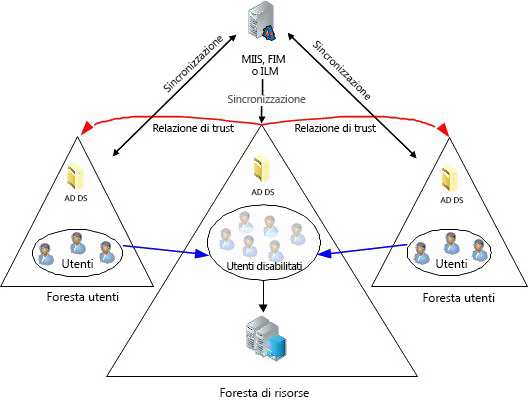 MIIS, FIM
o ILM
Sincronizzazione
Sincronizzazione
Sincronizzazione
Relazione di trust
Relazione di trust
AD DS
AD DS
AD DS
Utenti
Utenti disabilitati
Utenti
Foresta utenti
Foresta utenti
Foresta di risorse